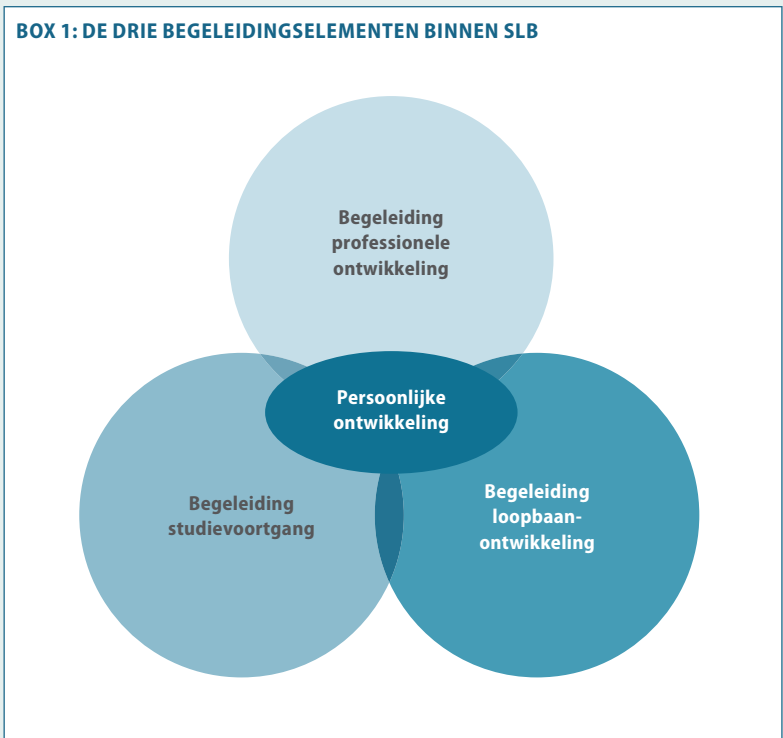 BOX 1: DE DRIE BEGELEIDINGSELEMENTEN BINNEN SLB
Begeleiding
professionele
ontwikkeling
Persoonlijke
ontwikkeling
Begeleiding
studievoortgang
Begeleiding
loopbaan-
ontwikkeling